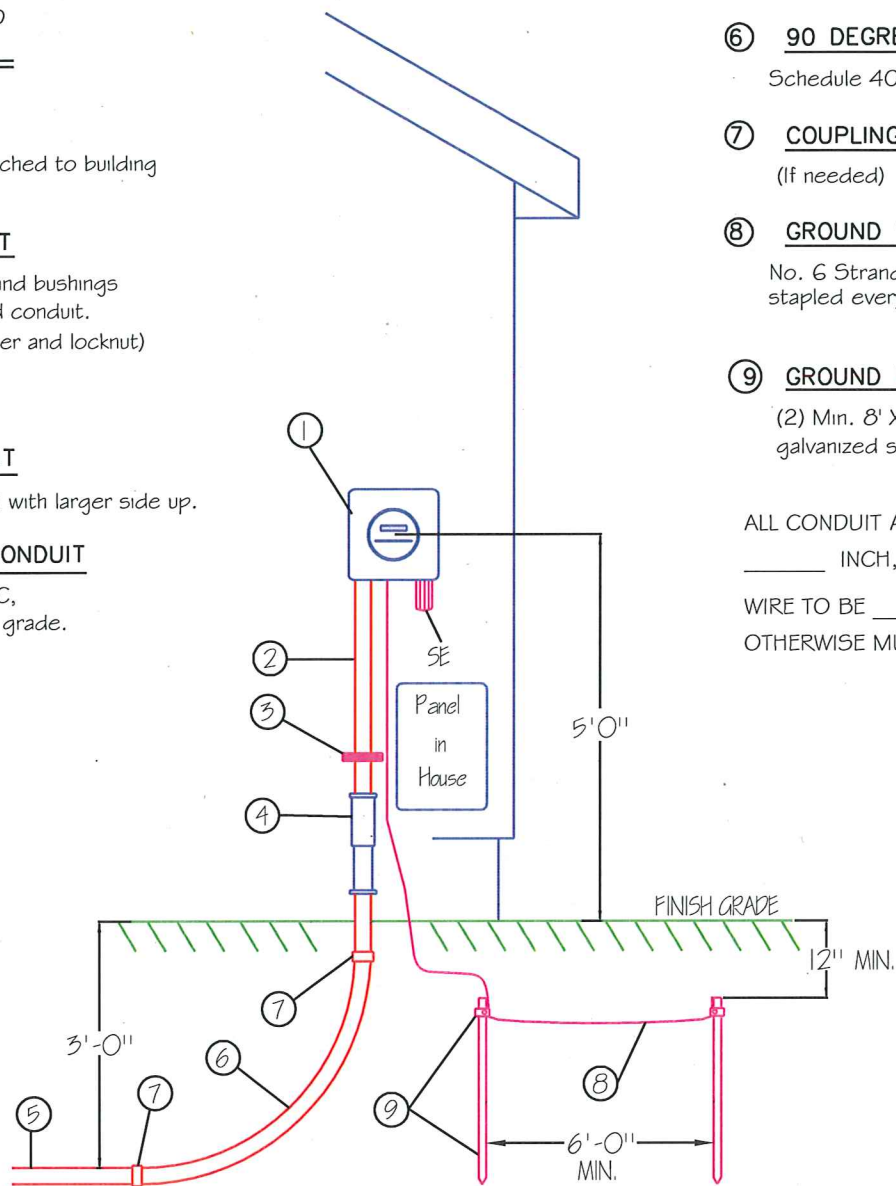 ched to building
T
und bushings
d conduit.
er and locknut)
T
with larger side up.
ONDUIT
C,
grade.
6 90 DEGRE
Schedule 40
7 COUPLING
(If needed)
8 GROUND
No. 6 Strand
stapled ever
9 GROUND
(2) Min. 8' X
galvanized s
ALL CONDUIT A
______ INCH,
WIRE TO BE __
OTHERWISE MU
1
2
SE
3
Panel
in
House
5'0"
4
FINISH GRADE
12" MIN.
7
3'-0"
6
8
7
9
5
6'-0"
MIN.